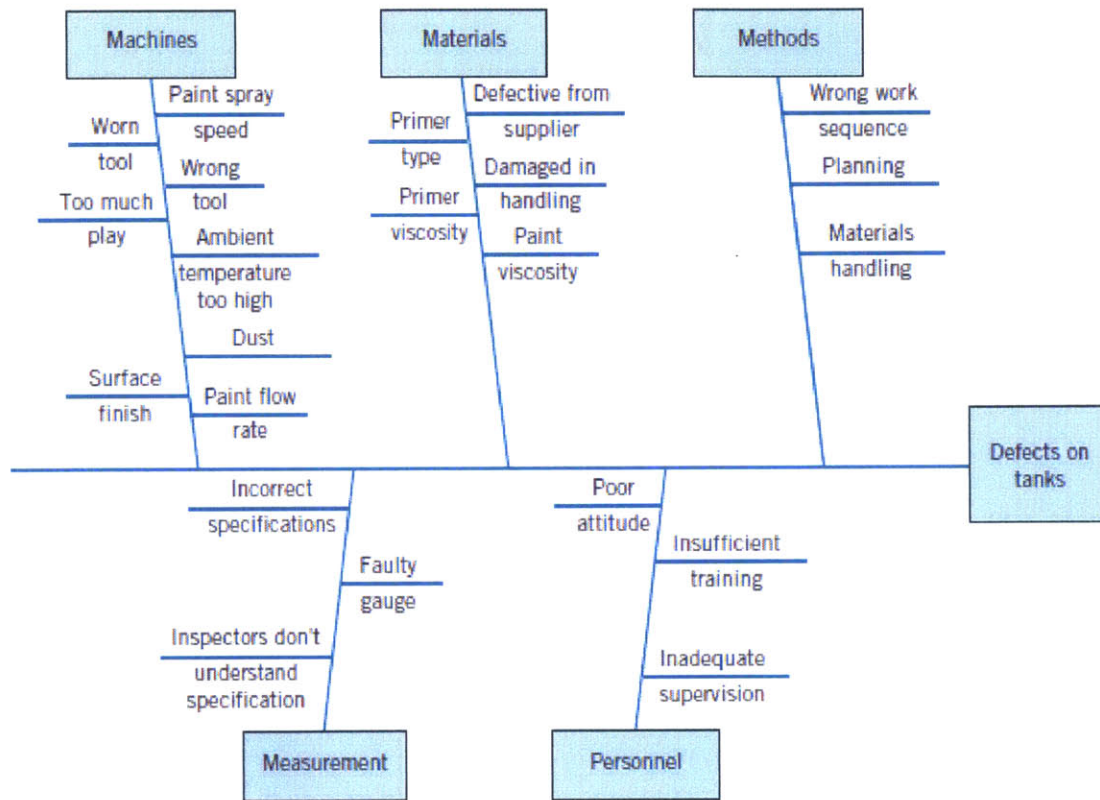 Machines
Paint spray
speed
Worn
tool
Wrong
tool
Too much
play
Ambient
temperature
too high
Dust
Surface
finish
Paint flow
rate
Materials
Defective from
supplier
Primer
type
Damaged in
handling
Primer
viscosity
Paint
viscosity
Methods
Wrong work
sequence
Planning
Materials
handling
Defects on
tanks
Incorrect
specifications
Faulty
gauge
Inspectors don't
understand
specification
Measurement
Poor
attitude
Insufficient
training
Inadequate
supervision
Personnel